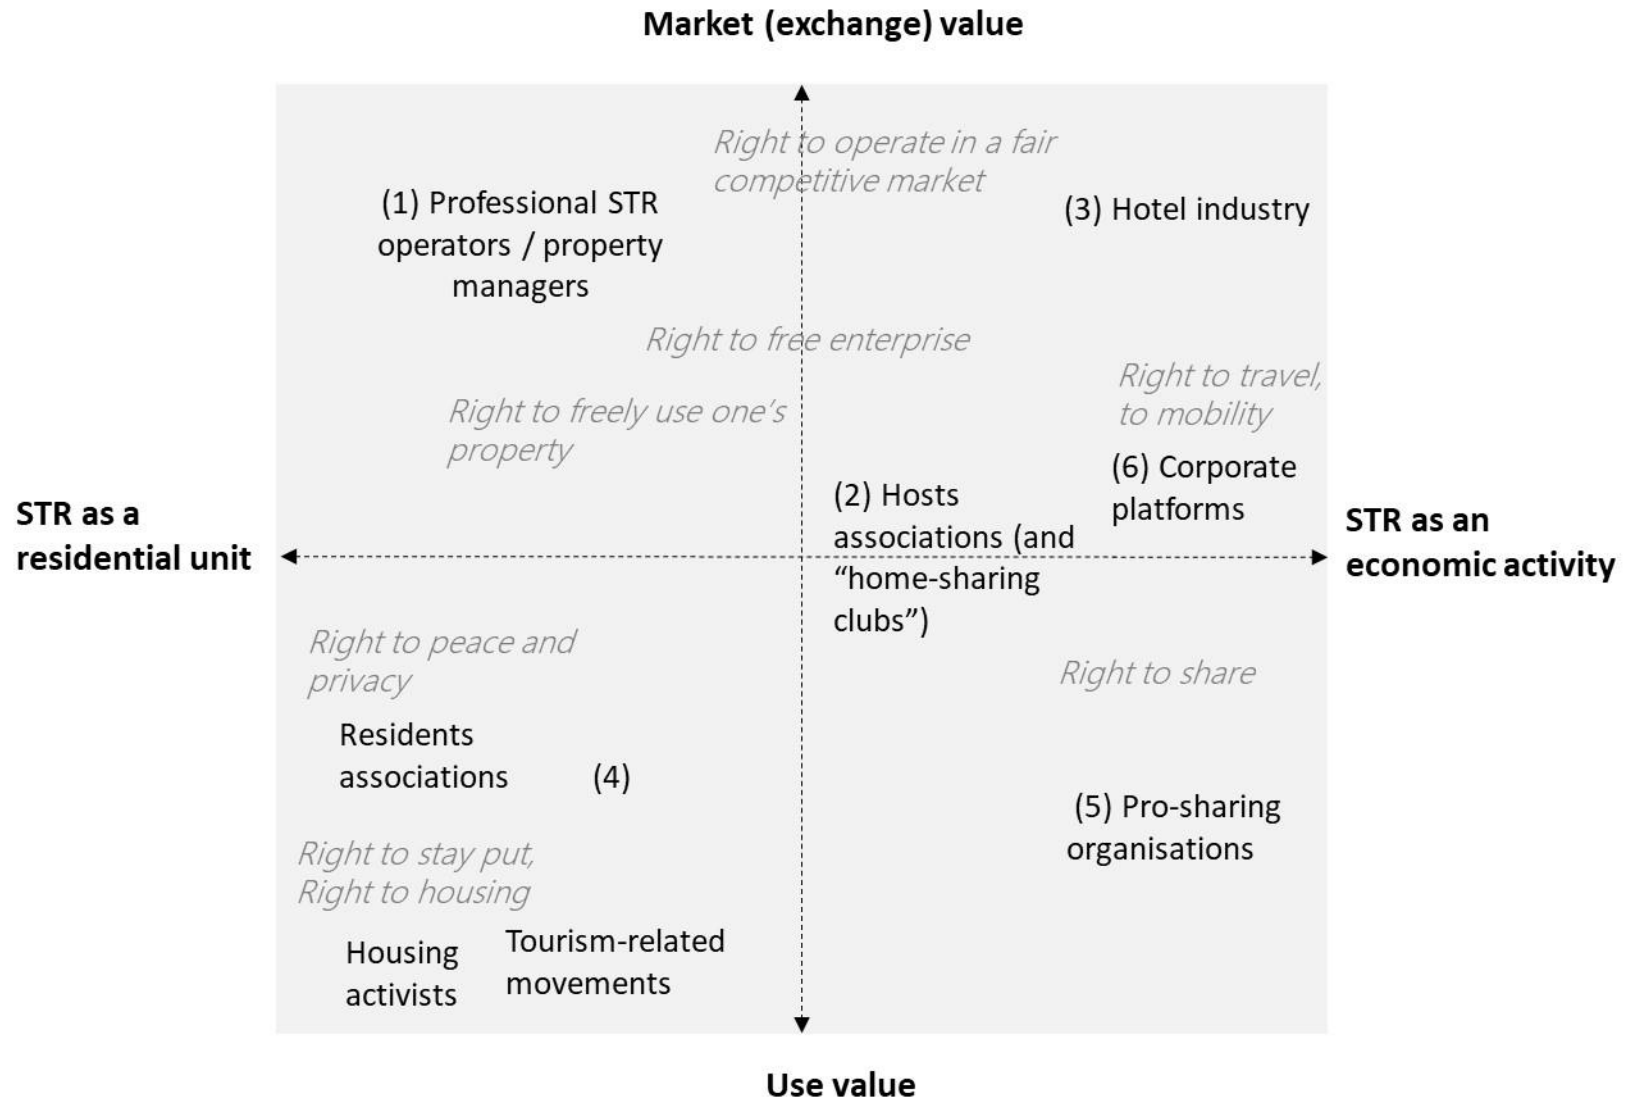 Market (exchange) value
Right to operate in a fair
competitive market
(1) Professional STR
operators / property
managers
(3) Hotel industry
Right to free enterprise
Right to travel,
to mobility
Right to freely use one’s
property
(6) Corporate
platforms
(2) Hosts
associations (and
“home-sharing
clubs”)
STR as a
residential unit
STR as an
economic activity
Right to peace and
privacy
Right to share
Residents
associations (4)
(5) Pro-sharing
organisations
Right to stay put,
Right to housing
Housing
activists
Tourism-related
movements
Use value